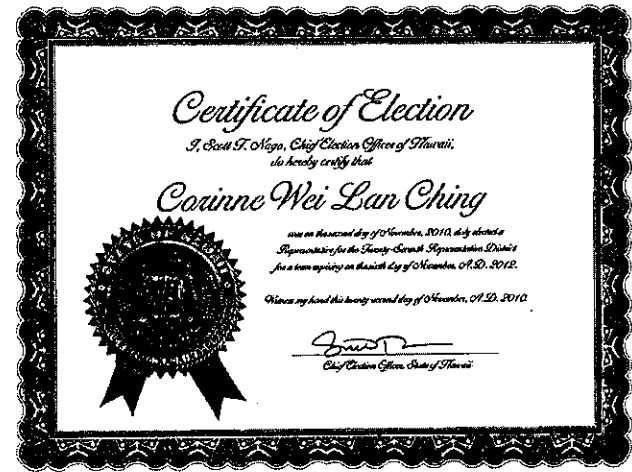 Certificate of Election
I, Scott T. Nago, Chief Election Officer of Hawaii,
do hereby certify that
Corinne Wei Lan Ching
was on the second day of November, 2010, duly elected a
Representative for the Twenty-Seventh Representative District
for a term expiring on the sixth day of November, A.D. 2012.
Witness my hand this twenty second day of November, A.D. 2010.
Chief Election Officer, State of Hawaii